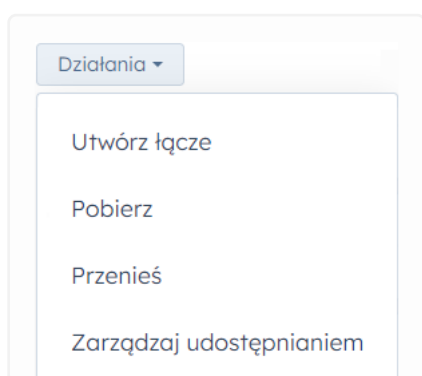 Działania
Utwórz łącze
Pobierz
Przenieś
Zarządzaj udostępnianiem